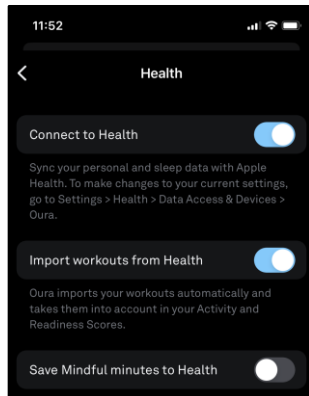 11:52
Health
Connect to Health
Sync your personal and sleep data with Apple
Health. To make changes to your current settings,
go to Settings > Health > Data Access & Devices >
Oura.
Import workouts from Health
Oura imports your workouts automatically and
takes them into account in your Activity and
Readiness Scores.
Save Mindful minutes to Health